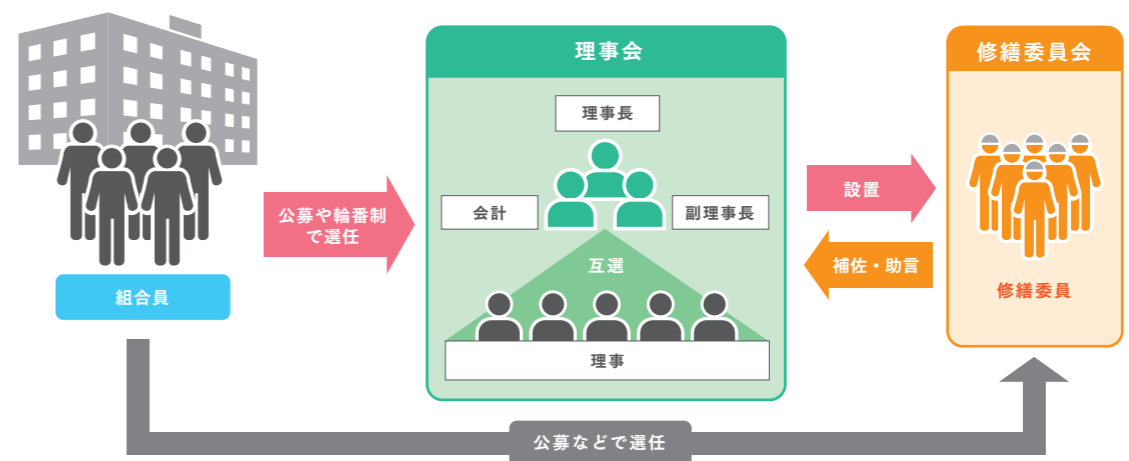 組合員
公募や輪番制
で選任
理事会
理事長
会計
副理事長
互選
理事
設置
補佐・助言
修繕委員会
修繕委員
公募などで選任